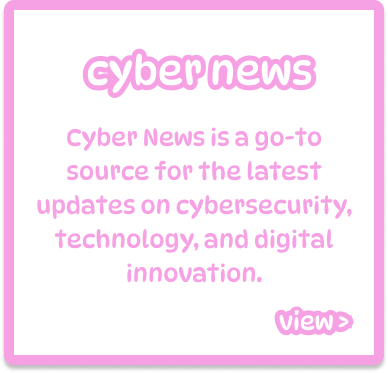 cyber news
Cyber News is a go-to
source for the latest
updates on cybersecurity,
technology, and digital
innovation.
view >